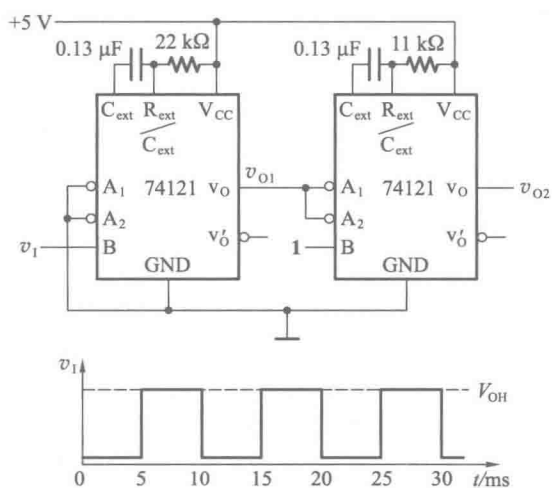 +5 V
0.13 μF 22 kΩ 0.13 μF 11 kΩ
C_ext R_ext V_CC C_ext R_ext V_CC
C_ext C_ext
v_O1
A_1 74121 v_O A_1 74121 v_O v_O2
A_2 A_2
v_I B v'_O 1 B v'_O
GND GND
v_I
V_OH
0 5 10 15 20 25 30 t/ms